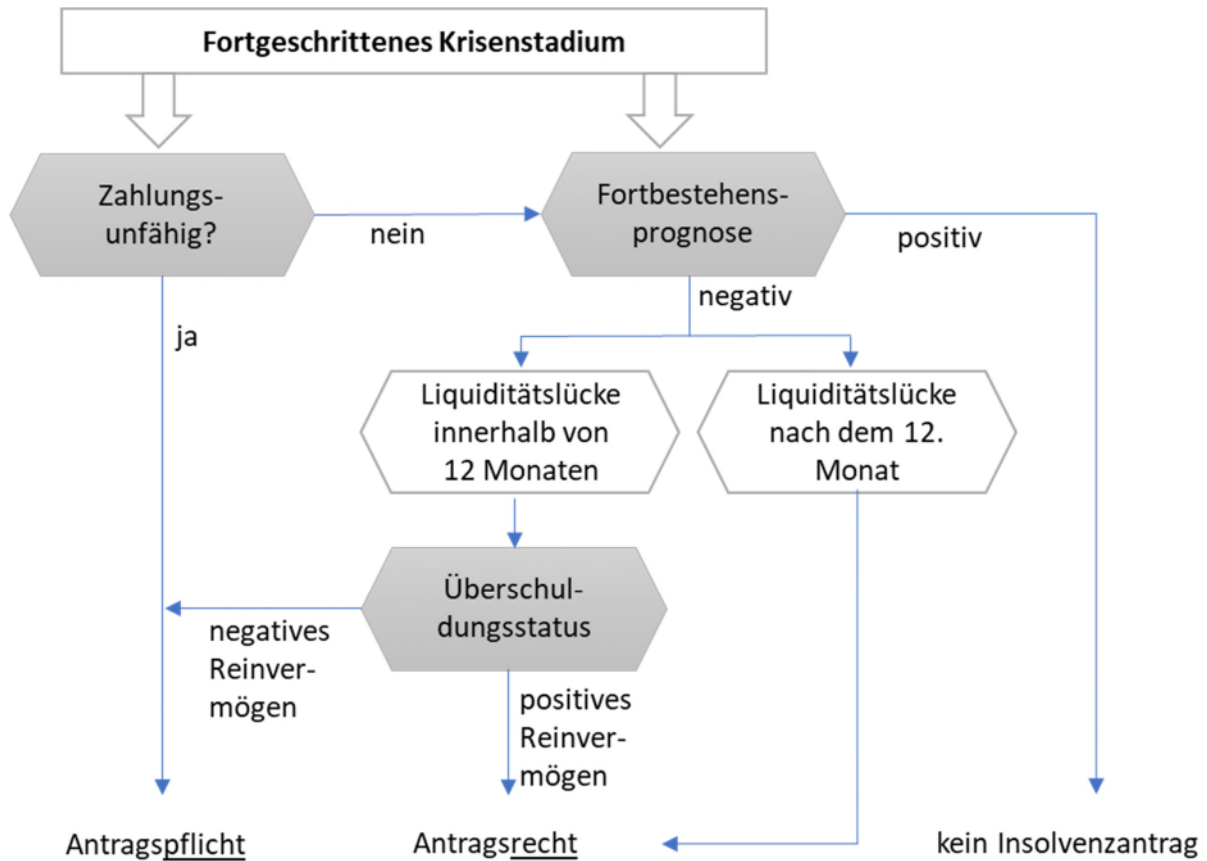 Fortgeschrittenes Krisenstadium
Zahlungs-
unfähig?
nein
Fortbestehens-
prognose
positiv
negativ
ja
Liquiditätslücke
innerhalb von
12 Monaten
Liquiditätslücke
nach dem 12.
Monat
Überschul-
dungsstatus
negatives
Reinver-
mögen
positives
Reinver-
mögen
Antragspflicht
Antragsrecht
kein Insolvenzantrag